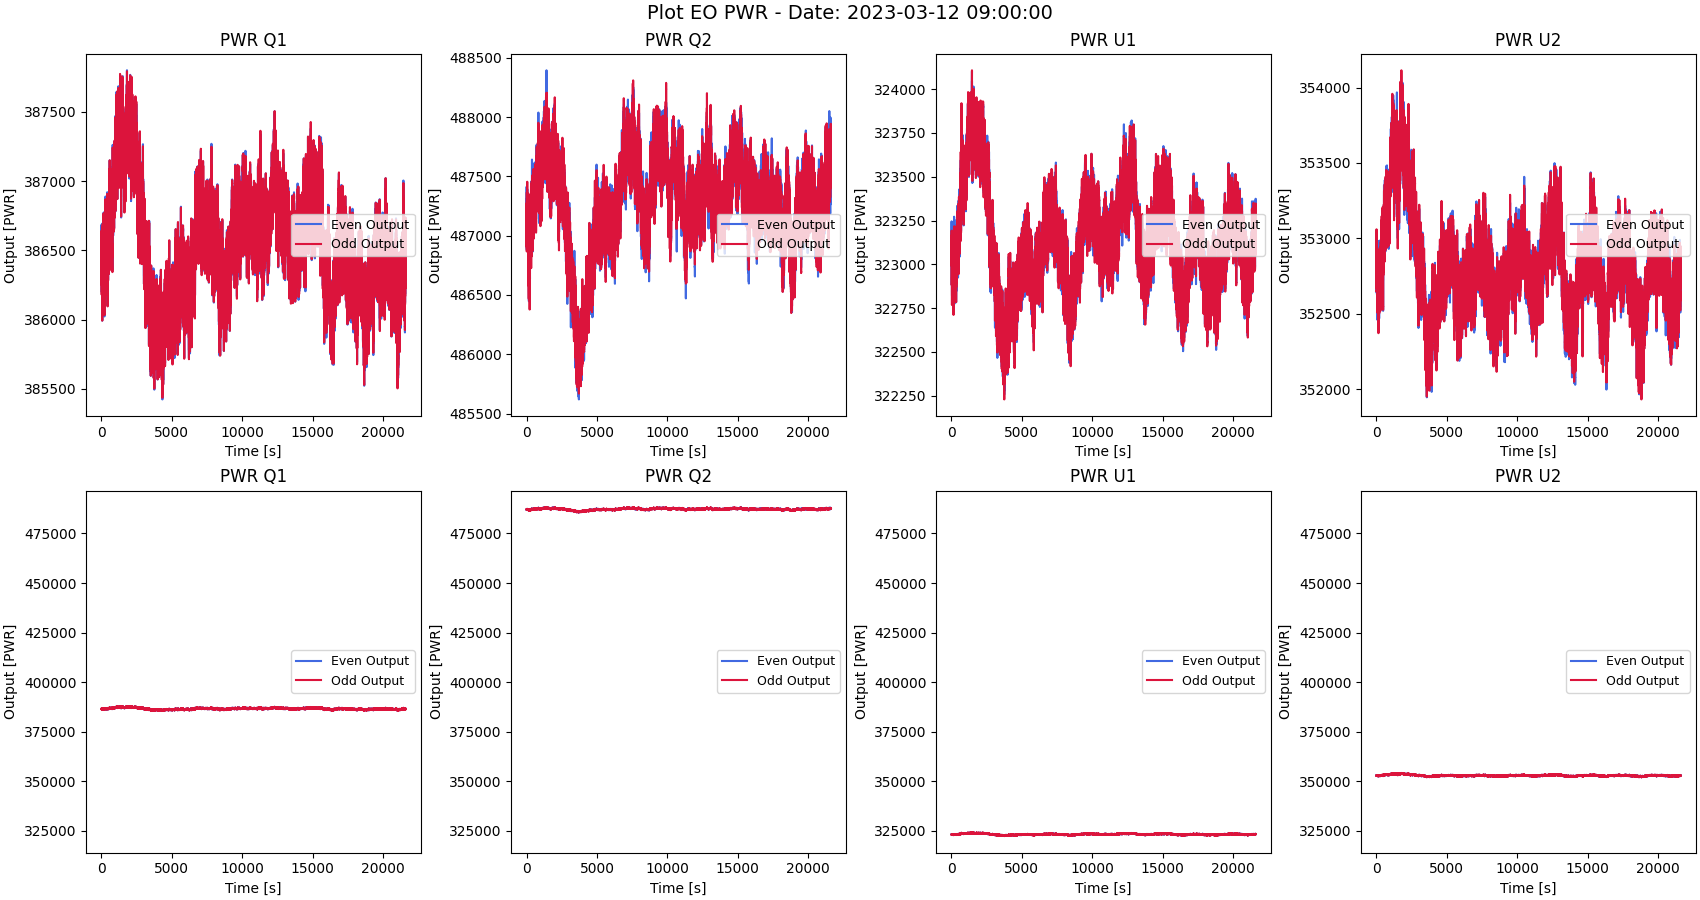 Plot EO PWR - Date: 2023-03-12 09:00:00
PWR Q1
Output [PWR]
387500
387000
386500
386000
385500
Even Output
Odd Output
0 5000 10000 15000 20000
Time [s]
PWR Q2
Output [PWR]
488500
488000
487500
487000
486500
486000
485500
Even Output
Odd Output
0 5000 10000 15000 20000
Time [s]
PWR U1
Output [PWR]
324000
323750
323500
323250
323000
322750
322500
322250
Even Output
Odd Output
0 5000 10000 15000 20000
Time [s]
PWR U2
Output [PWR]
354000
353500
353000
352500
352000
Even Output
Odd Output
0 5000 10000 15000 20000
Time [s]
PWR Q1
Output [PWR]
475000
450000
425000
400000
375000
350000
325000
Even Output
Odd Output
0 5000 10000 15000 20000
Time [s]
PWR Q2
Output [PWR]
475000
450000
425000
400000
375000
350000
325000
Even Output
Odd Output
0 5000 10000 15000 20000
Time [s]
PWR U1
Output [PWR]
475000
450000
425000
400000
375000
350000
325000
Even Output
Odd Output
0 5000 10000 15000 20000
Time [s]
PWR U2
Output [PWR]
475000
450000
425000
400000
375000
350000
325000
Even Output
Odd Output
0 5000 10000 15000 20000
Time [s]